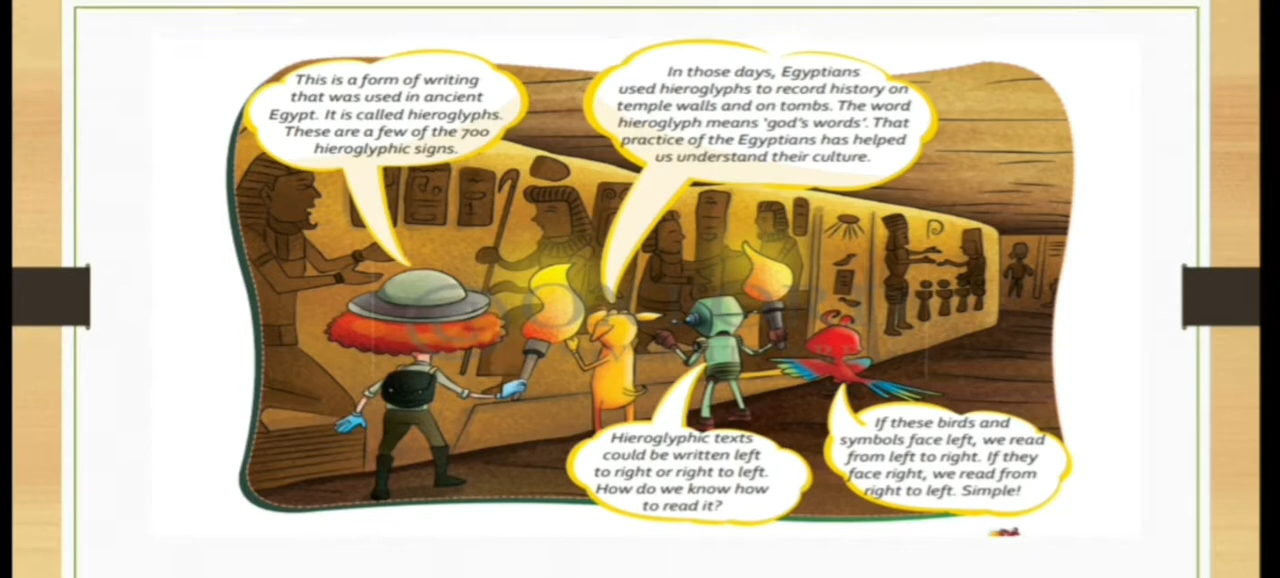 This is a form of writing
that was used in ancient
Egypt. It is called hieroglyphs.
These are a few of the 700
hieroglyphic signs.
In those days, Egyptians
used hieroglyphs to record history on
temple walls and on tombs. The word
hieroglyph means 'god's words'. That
practice of the Egyptians has helped
us understand their culture.
Hieroglyphic texts
could be written left
to right or right to left.
How do we know how
to read it?
If these birds and
symbols face left, we read
from left to right. If they
face right, we read from
right to left. Simple!